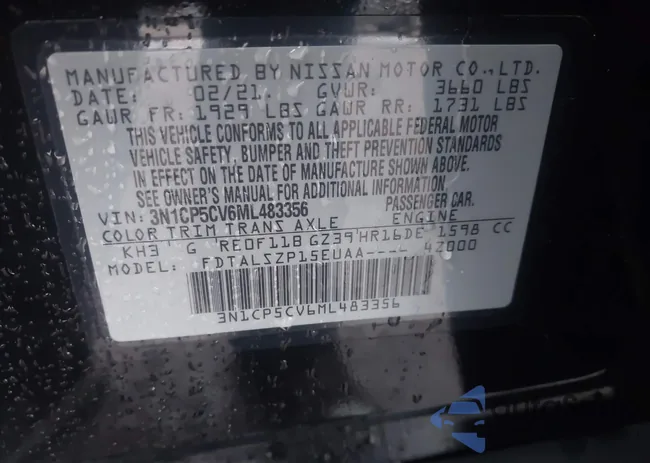 MANUFACTURED BY NISSAN MOTOR CO.,LTD.
DATE: 02/21 GVWR: 3660 LBS
GAWR FR: 1929 LBS GAWR RR: 1731 LBS
THIS VEHICLE CONFORMS TO ALL APPLICABLE FEDERAL MOTOR
VEHICLE SAFETY, BUMPER AND THEFT PREVENTION STANDARDS
IN EFFECT ON THE DATE OF MANUFACTURE SHOWN ABOVE.
SEE OWNER'S MANUAL FOR ADDITIONAL INFORMATION.
VIN: 3N1CP5CV6ML483356 PASSENGER CAR.
COLOR TRIM TRANS AXLE ENGINE
KH3 G RE0F11B GZ39 HR16DE 1598 CC
MODEL: FDTALSZP15EUAA----L 42000
3N1CP5CV6ML483356